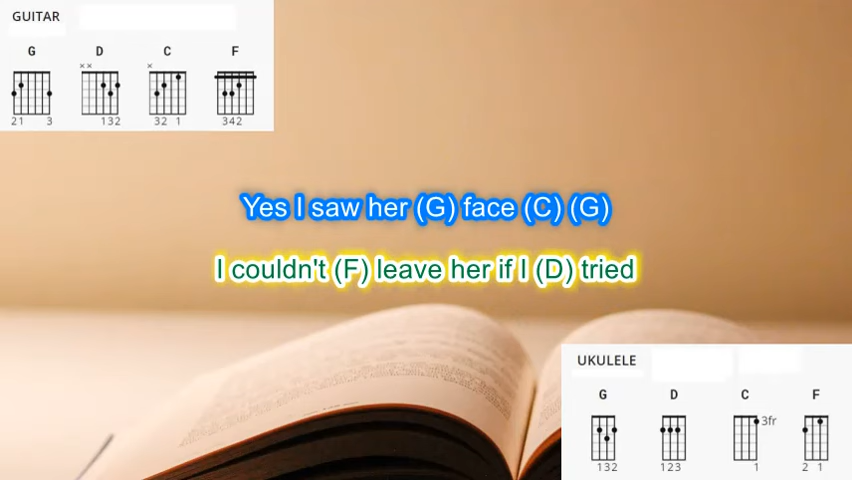 GUITAR
G D C F
×× ×
21 3 132 32 1 342
Yes I saw her (G) face (C) (G)
I couldn't (F) leave her if I (D) tried
UKULELE
G D C F
3fr
132 123 1 2 1